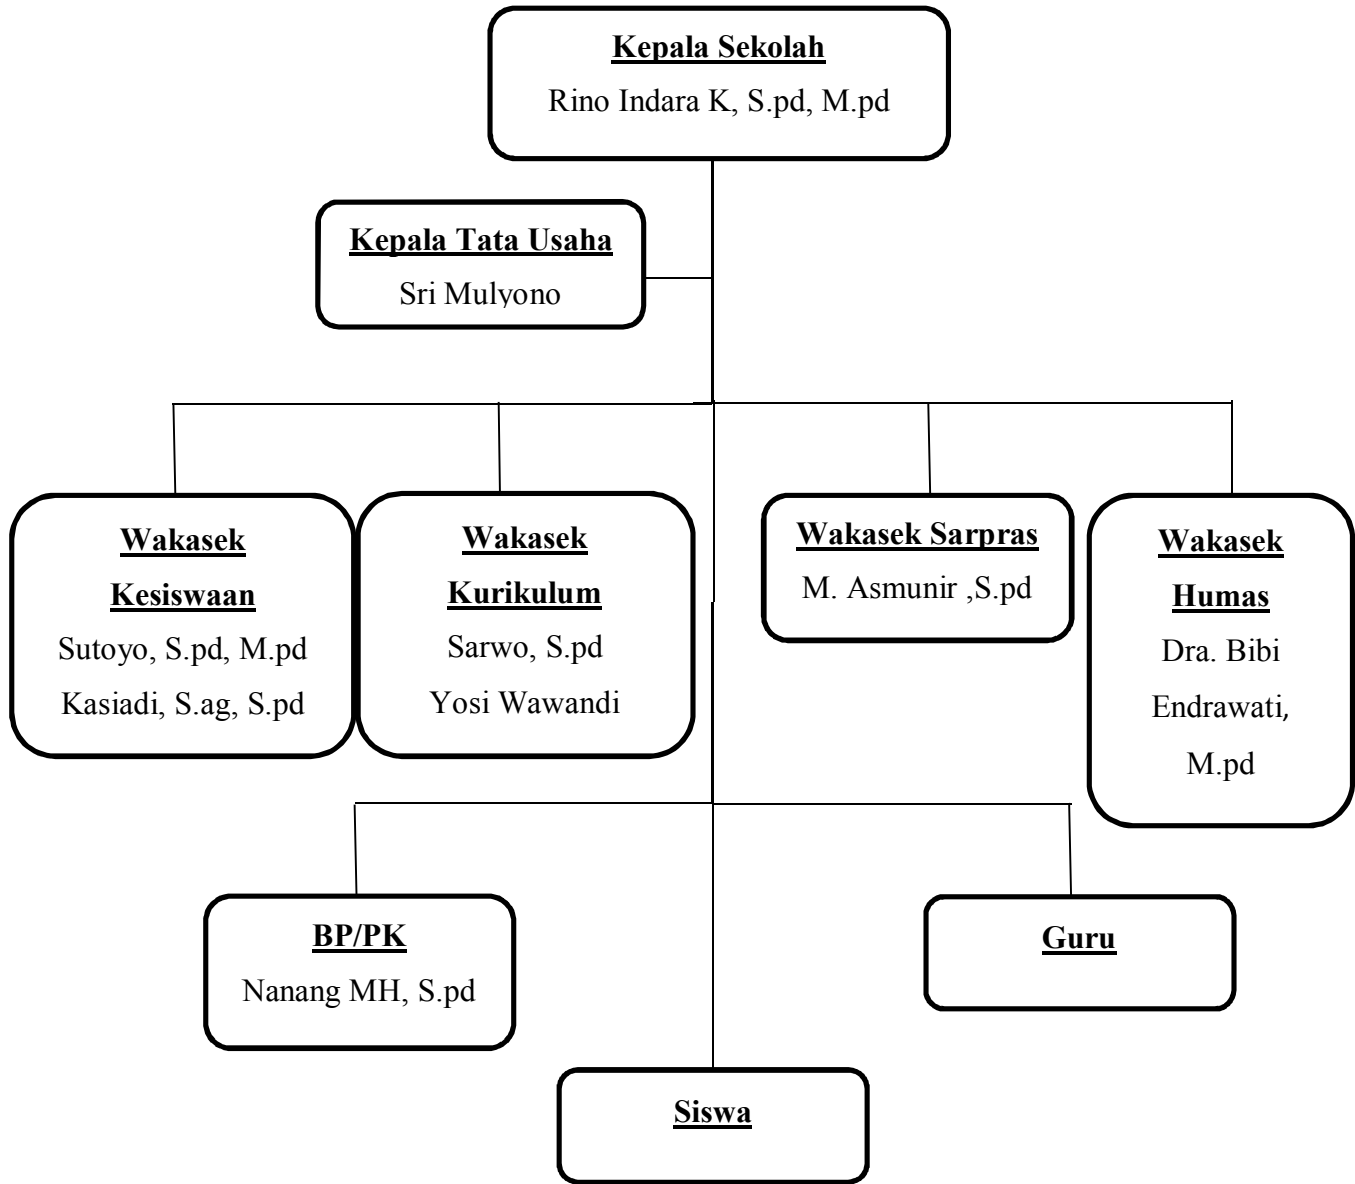 Kepala Sekolah
Rino Indara K, S.pd, M.pd
Kepala Tata Usaha
Sri Mulyono
Wakasek
Kesiswaan
Sutoyo, S.pd, M.pd
Kasiadi, S.ag, S.pd
Wakasek
Kurikulum
Sarwo, S.pd
Yosi Wawandi
Wakasek Sarpras
M. Asmunir ,S.pd
Wakasek
Humas
Dra. Bibi
Endrawati,
M.pd
BP/PK
Nanang MH, S.pd
Guru
Siswa